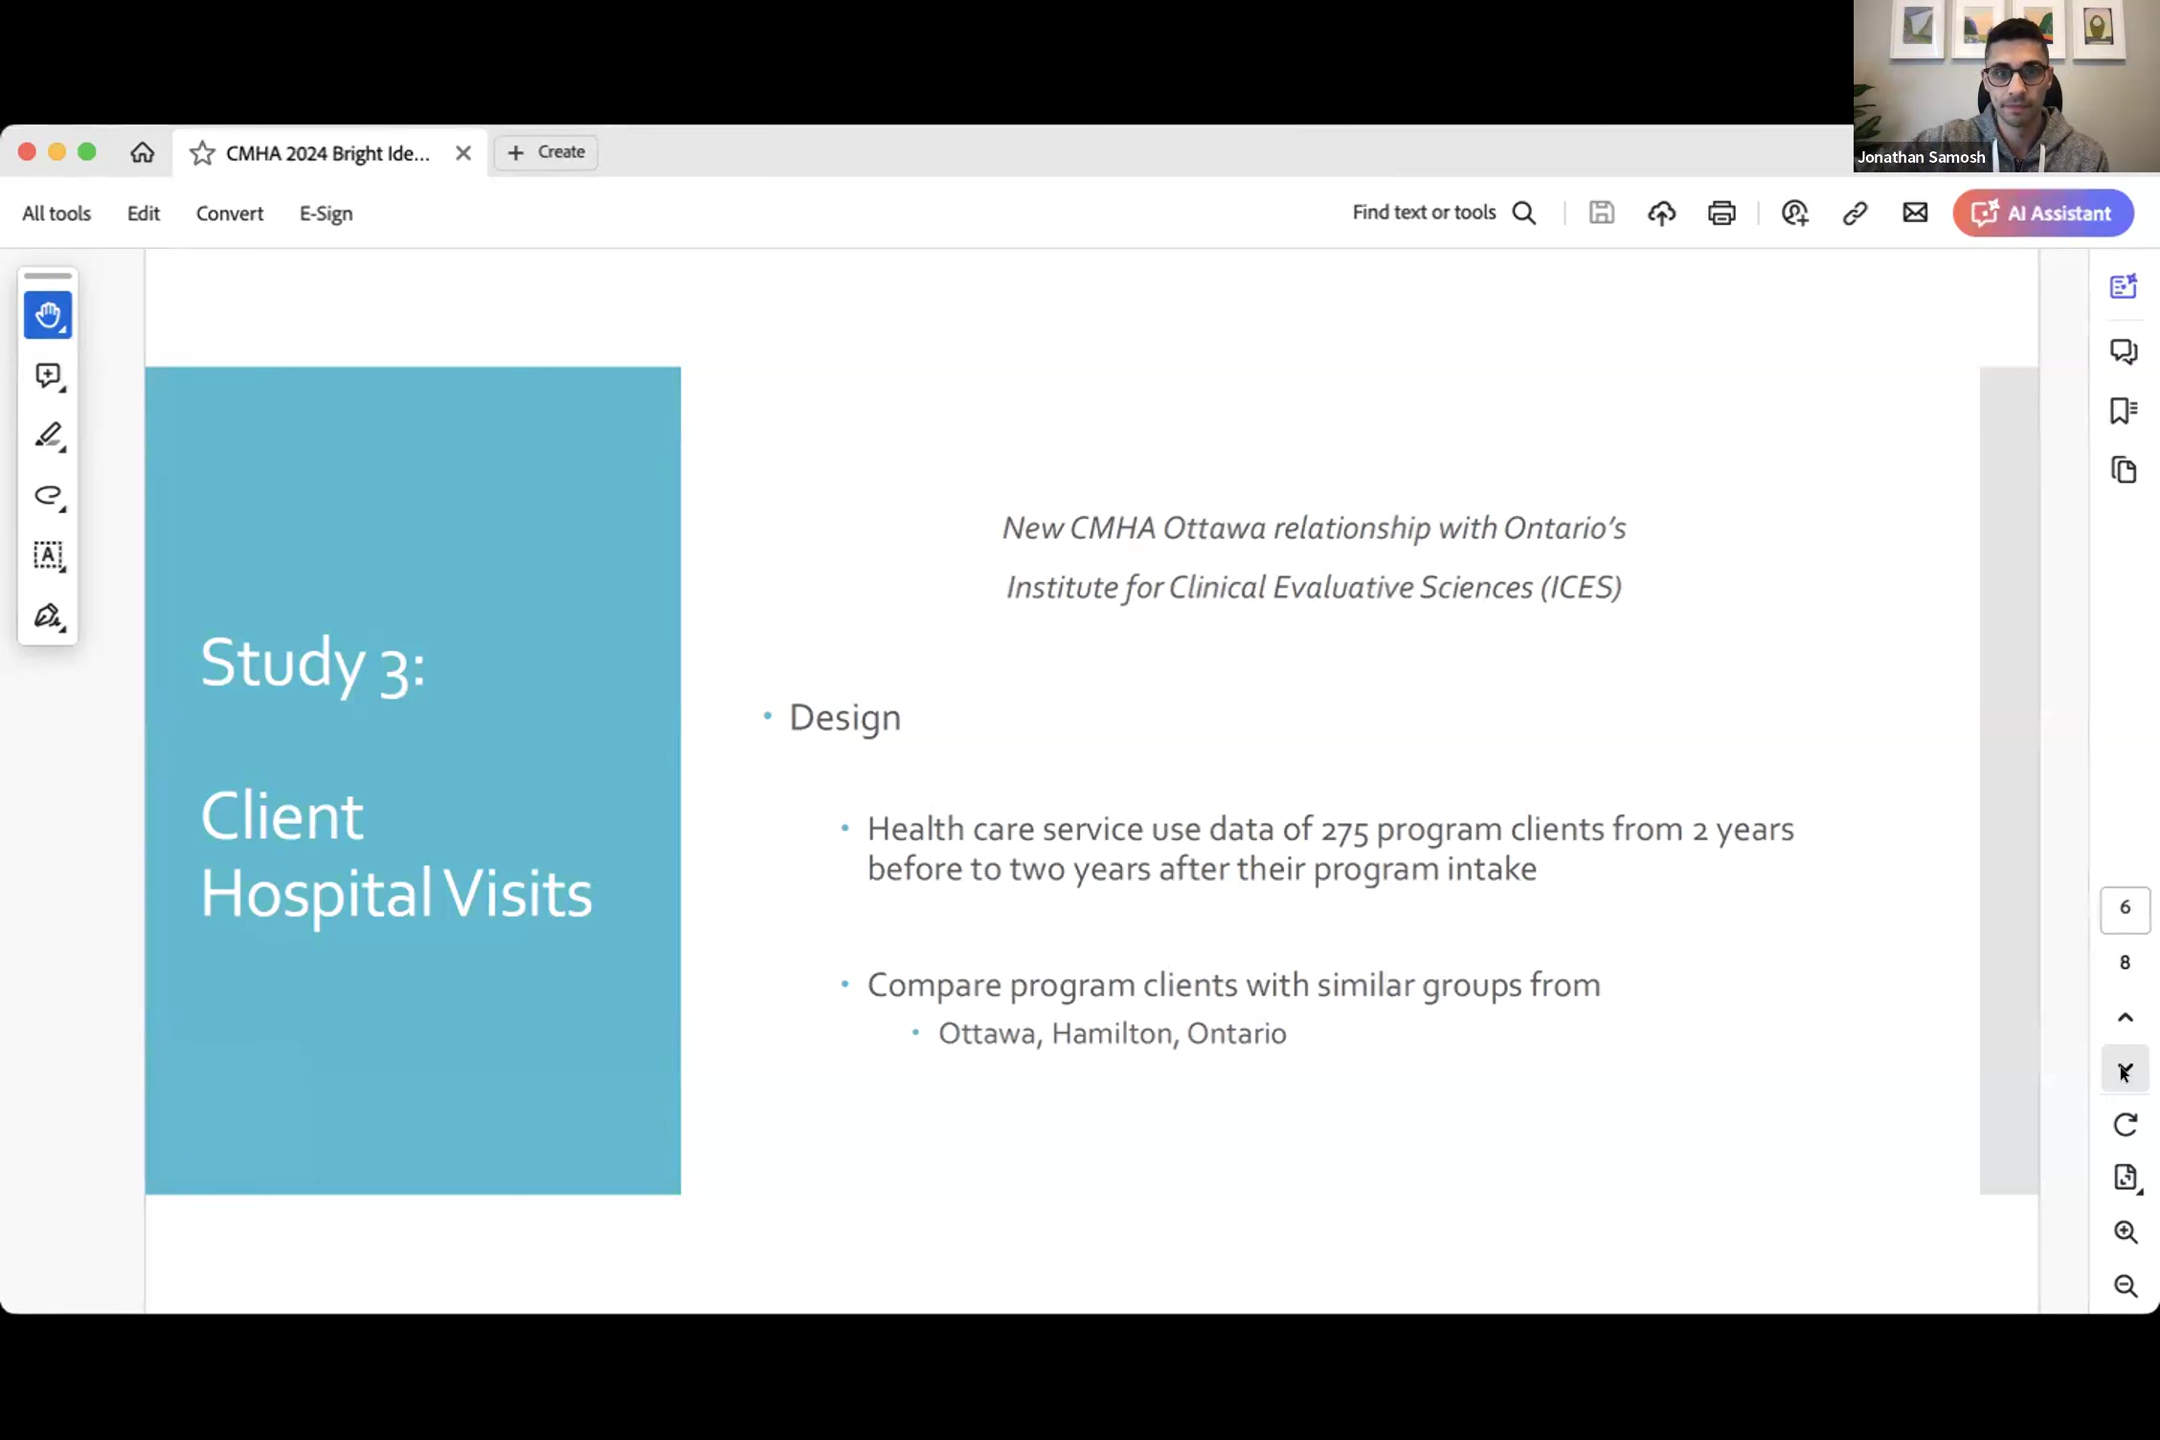 Jonathan Samosh
CMHA 2024 Bright Ide...
Create
All tools
Edit
Convert
E-Sign
Find text or tools
AI Assistant
Study 3:
Client
Hospital Visits
New CMHA Ottawa relationship with Ontario’s
Institute for Clinical Evaluative Sciences (ICES)
• Design
• Health care service use data of 275 program clients from 2 years
before to two years after their program intake
• Compare program clients with similar groups from
• Ottawa, Hamilton, Ontario
6
8